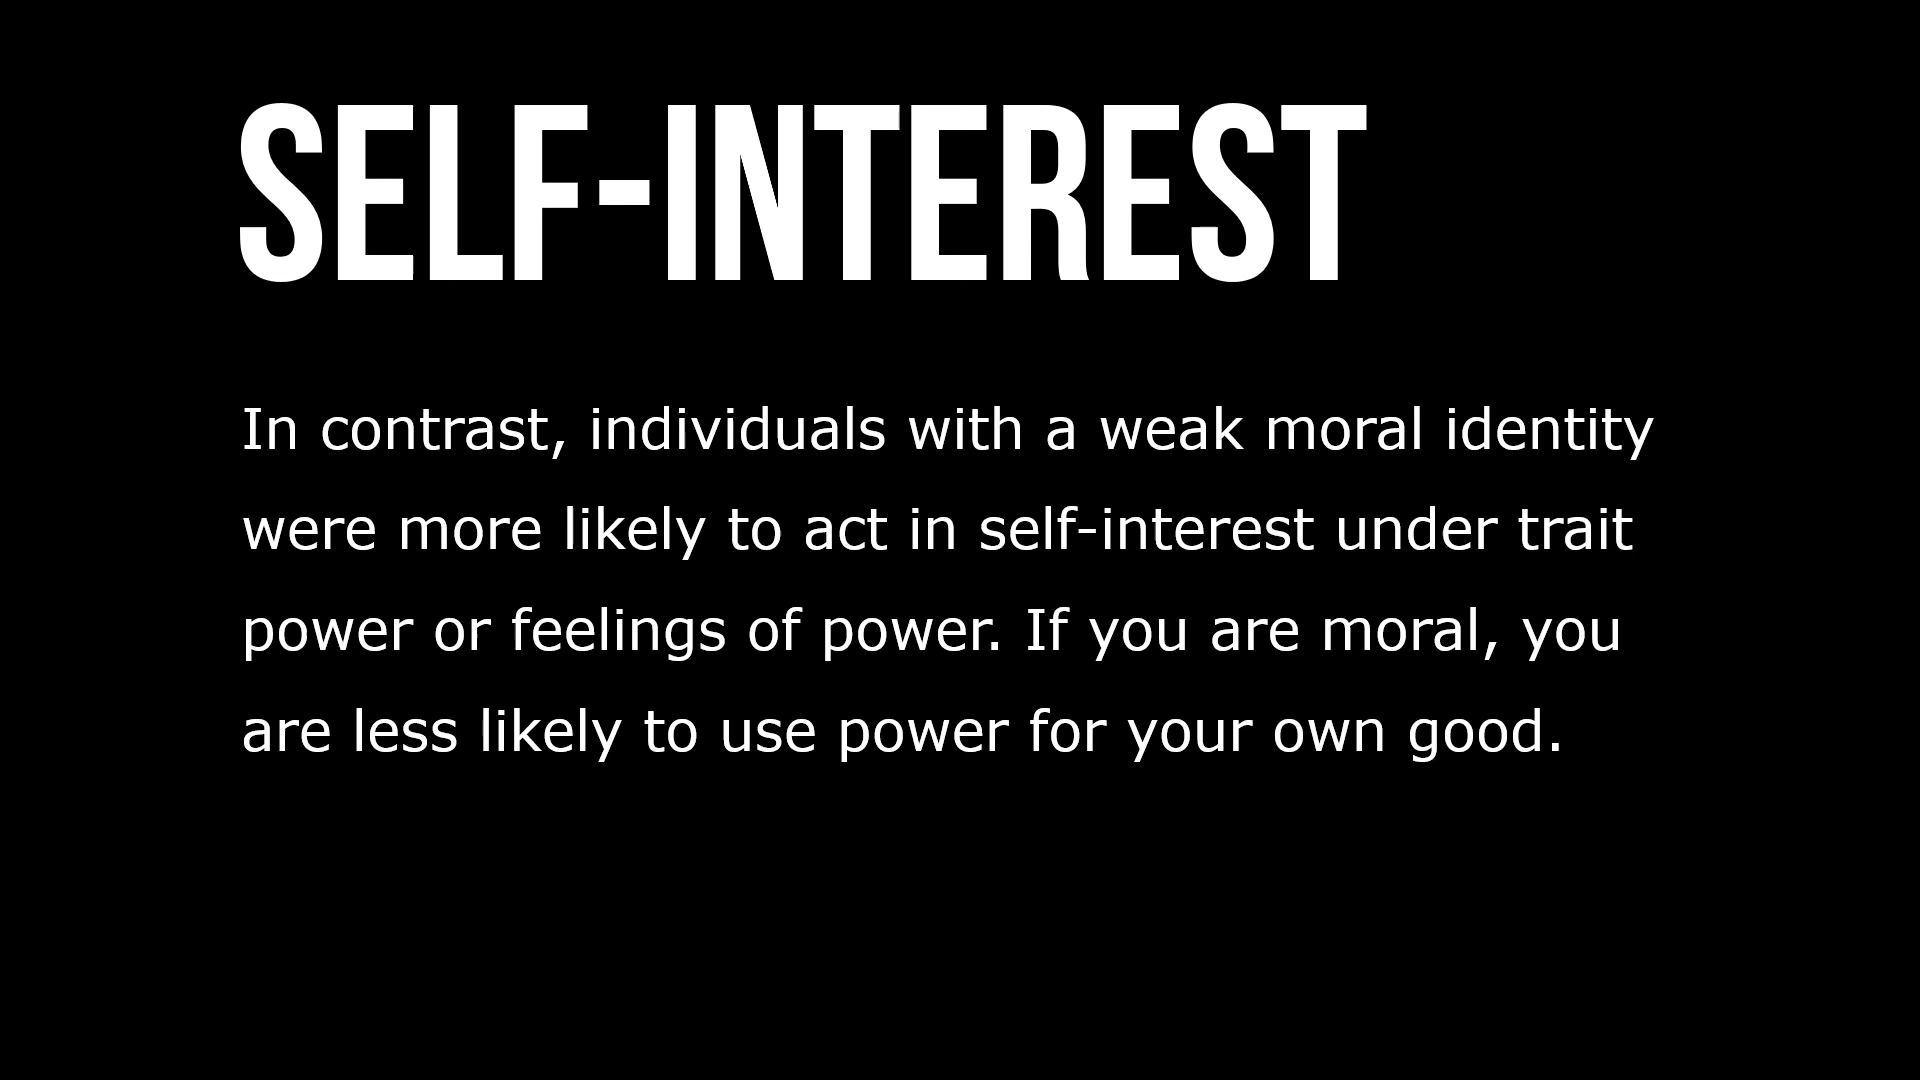 SELF-INTEREST
In contrast, individuals with a weak moral identity
were more likely to act in self-interest under trait
power or feelings of power. If you are moral, you
are less likely to use power for your own good.